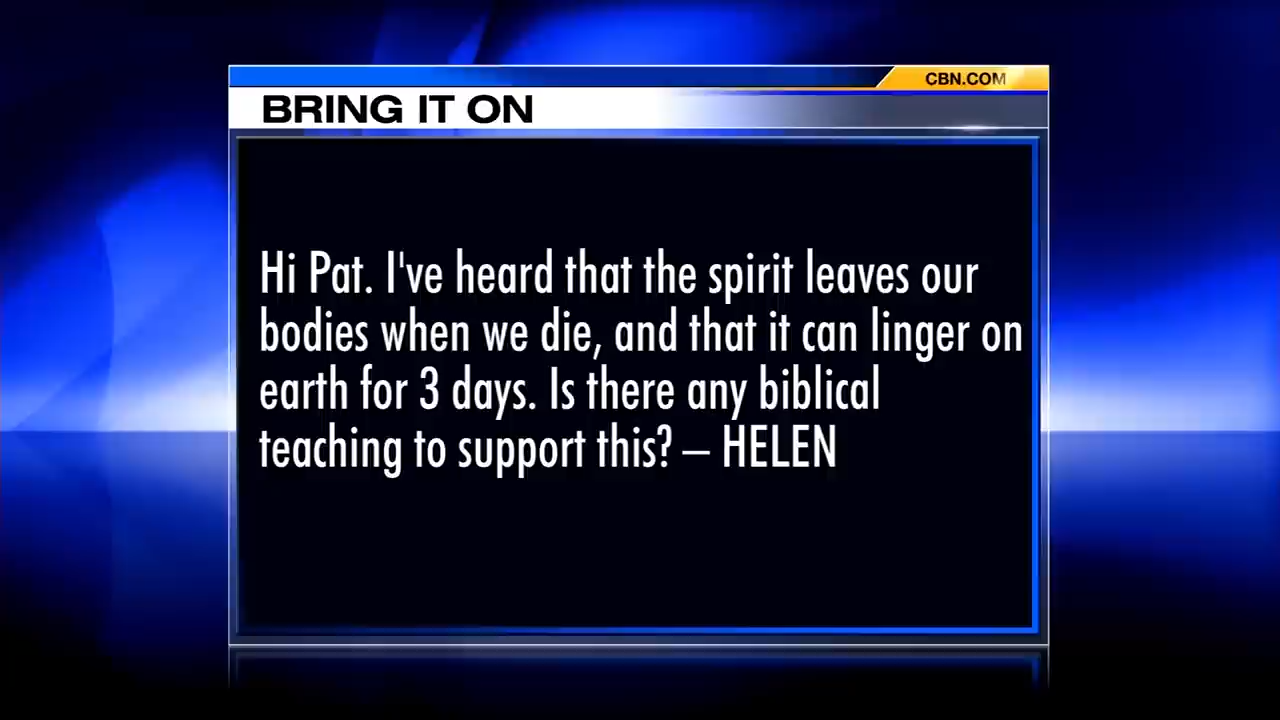 CBN.COM
BRING IT ON
Hi Pat. I've heard that the spirit leaves our
bodies when we die, and that it can linger on
earth for 3 days. Is there any biblical
teaching to support this? – HELEN